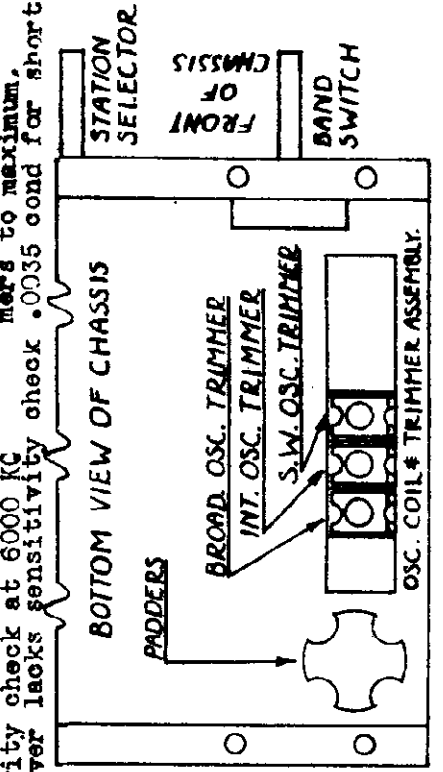 mers to maximum.
ity check at 6000 KC
ver lacks sensitivity check .0035 cond for short
BOTTOM VIEW OF CHASSIS
STATION
SELECTOR
FRONT
OF
CHASSIS
BAND
SWITCH
PADDERS
BROAD. OSC. TRIMMER
INT. OSC. TRIMMER
S.W. OSC. TRIMMER
OSC. COIL & TRIMMER ASSEMBLY.